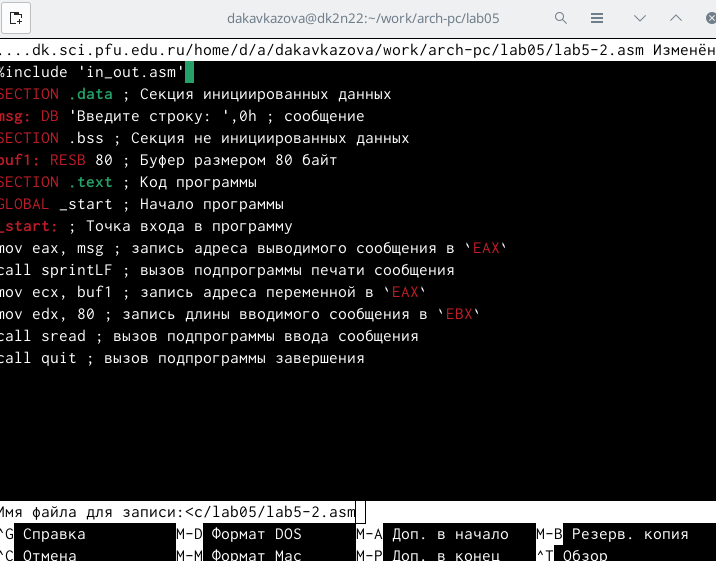 dakavkazova@dk2n22:~/work/arch-pc/lab05
....dk.sci.pfu.edu.ru/home/d/a/dakavkazova/work/arch-pc/lab05/lab5-2.asm Изменён
%include 'in_out.asm'
SECTION .data ; Секция инициированных данных
msg: DB 'Введите строку: ',0h ; сообщение
SECTION .bss ; Секция не инициированных данных
buf1: RESB 80 ; Буфер размером 80 байт
SECTION .text ; Код программы
GLOBAL _start ; Начало программы
_start: ; Точка входа в программу
mov eax, msg ; запись адреса выводимого сообщения в `EAX`
call sprintLF ; вызов подпрограммы печати сообщения
mov ecx, buf1 ; запись адреса переменной в `EAX`
mov edx, 80 ; запись длины вводимого сообщения в `EBX`
call sread ; вызов подпрограммы ввода сообщения
call quit ; вызов подпрограммы завершения
Имя файла для записи:<c/lab05/lab5-2.asm
^G Справка M-D Формат DOS M-A Доп. в начало M-B Резерв. копия
^C Отмена M-M Формат Mac M-P Доп. в конец ^T Обзор